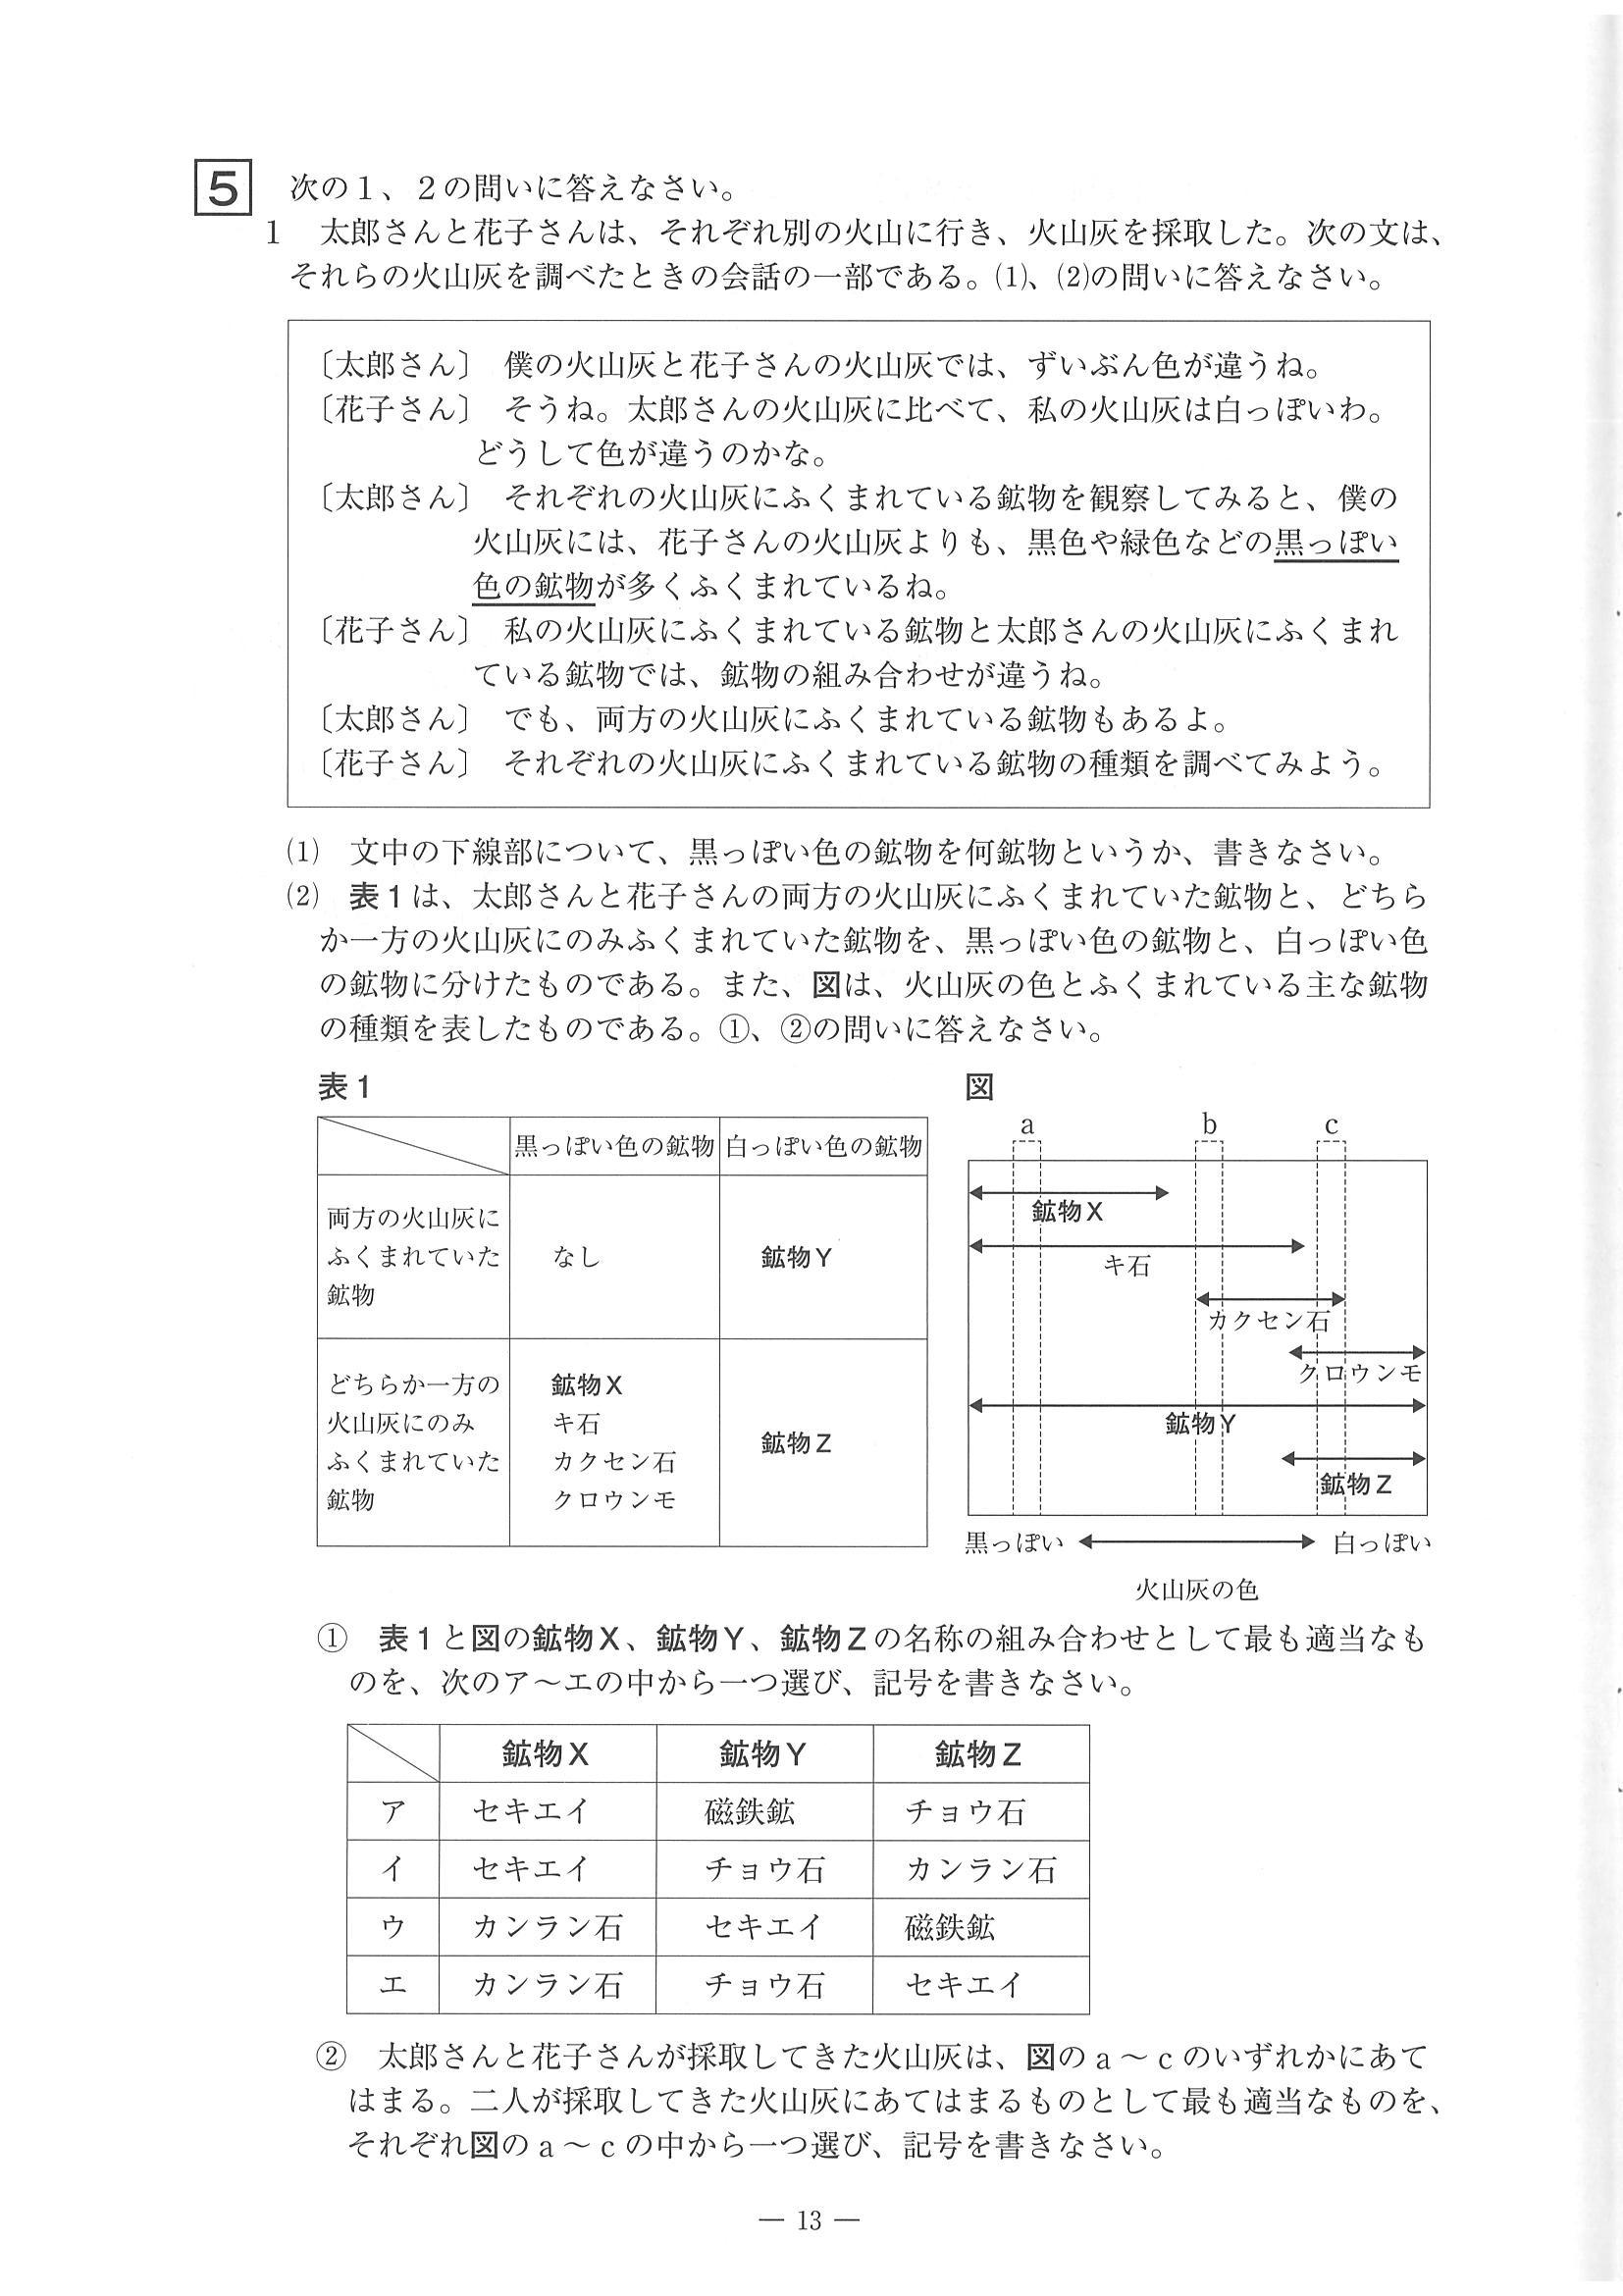 5 次の1、2の問いに答えなさい。
1 太郎さんと花子さんは、それぞれ別の火山に行き、火山灰を採取した。次の文は、
それらの火山灰を調べたときの会話の一部である。⑴、⑵の問いに答えなさい。
〔太郎さん〕 僕の火山灰と花子さんの火山灰では、ずいぶん色が違うね。
〔花子さん〕 そうね。太郎さんの火山灰に比べて、私の火山灰は白っぽいわ。
どうして色が違うのかな。
〔太郎さん〕 それぞれの火山灰にふくまれている鉱物を観察してみると、僕の
火山灰には、花子さんの火山灰よりも、黒色や緑色などの黒っぽい
色の鉱物が多くふくまれているね。
〔花子さん〕 私の火山灰にふくまれている鉱物と太郎さんの火山灰にふくまれ
ている鉱物では、鉱物の組み合わせが違うね。
〔太郎さん〕 でも、両方の火山灰にふくまれている鉱物もあるよ。
〔花子さん〕 それぞれの火山灰にふくまれている鉱物の種類を調べてみよう。
⑴ 文中の下線部について、黒っぽい色の鉱物を何鉱物というか、書きなさい。
⑵ 表1は、太郎さんと花子さんの両方の火山灰にふくまれていた鉱物と、どちら
か一方の火山灰にのみふくまれていた鉱物を、黒っぽい色の鉱物と、白っぽい色
の鉱物に分けたものである。また、図は、火山灰の色とふくまれている主な鉱物
の種類を表したものである。①、②の問いに答えなさい。
表1
黒っぽい色の鉱物 白っぽい色の鉱物
両方の火山灰に
ふくまれていた
鉱物
なし 鉱物Y
どちらか一方の
火山灰にのみ
ふくまれていた
鉱物
鉱物X
キ石
カクセン石
クロウンモ
鉱物Z
図
a b c
鉱物X
キ石
カクセン石
クロウンモ
鉱物Y
鉱物Z
黒っぽい 白っぽい
火山灰の色
① 表1と図の鉱物X、鉱物Y、鉱物Zの名称の組み合わせとして最も適当なも
のを、次のア～エの中から一つ選び、記号を書きなさい。
鉱物X 鉱物Y 鉱物Z
ア セキエイ 磁鉄鉱 チョウ石
イ セキエイ チョウ石 カンラン石
ウ カンラン石 セキエイ 磁鉄鉱
エ カンラン石 チョウ石 セキエイ
② 太郎さんと花子さんが採取してきた火山灰は、図のa～cのいずれかにあて
はまる。二人が採取してきた火山灰にあてはまるものとして最も適当なものを、
それぞれ図のa～cの中から一つ選び、記号を書きなさい。
― 13 ―